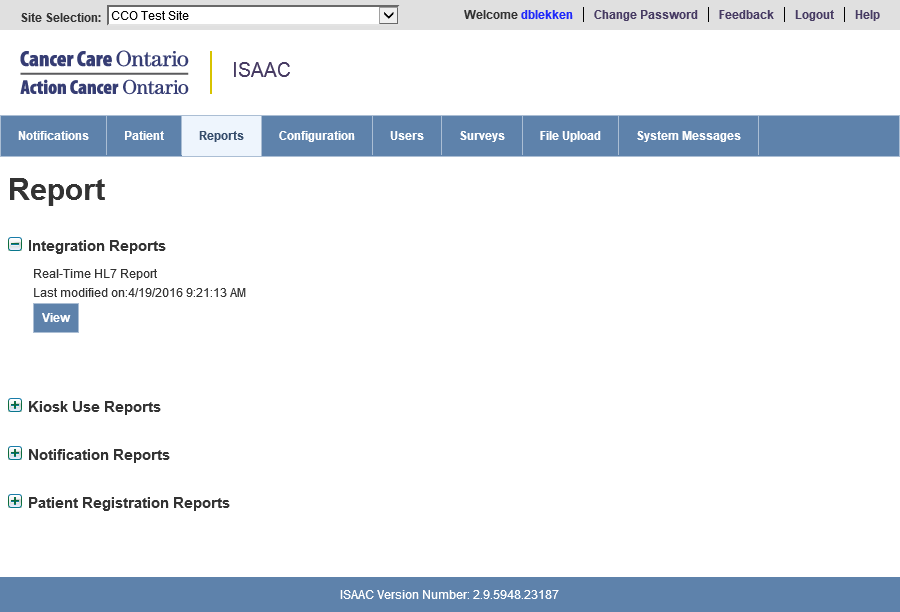 Site Selection: CCO Test Site Welcome dblekken Change Password Feedback Logout Help
Cancer Care Ontario
Action Cancer Ontario
ISAAC
Notifications Patient Reports Configuration Users Surveys File Upload System Messages
Report
Integration Reports
Real-Time HL7 Report
Last modified on:4/19/2016 9:21:13 AM
View
Kiosk Use Reports
Notification Reports
Patient Registration Reports
ISAAC Version Number: 2.9.5948.23187